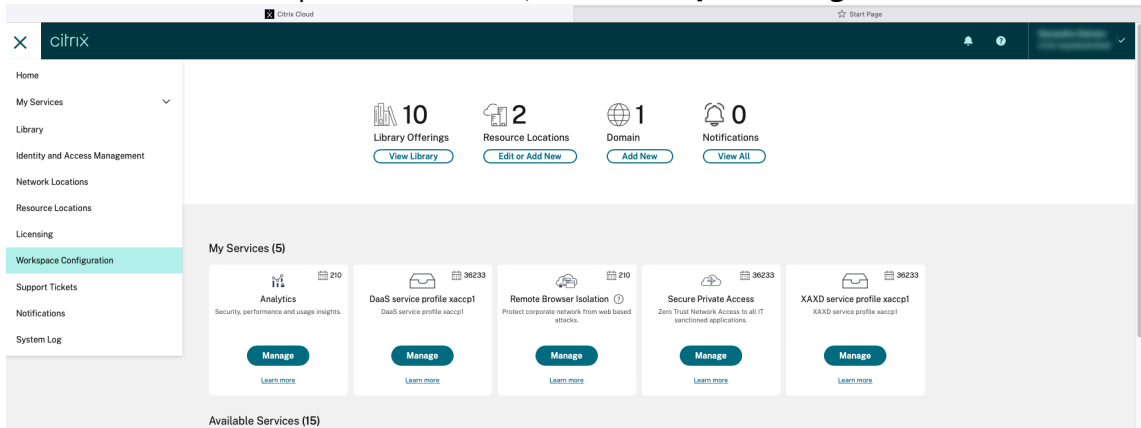 Citrix Cloud
Start Page
citrix
Home
My Services
Library
Identity and Access Management
Network Locations
Resource Locations
Licensing
Workspace Configuration
Support Tickets
Notifications
System Log
10
Library Offerings
View Library
2
Resource Locations
Edit or Add New
1
Domain
Add New
0
Notifications
View All
My Services (5)
210
Analytics
Security, performance and usage insights.
Manage
Learn more
36233
DaaS service profile xaccp1
DaaS service profile xaccp1
Manage
Learn more
210
Remote Browser Isolation ?
Protect corporate network from web based
attacks.
Manage
Learn more
36233
Secure Private Access
Zero Trust Network Access to all IT
sanctioned applications.
Manage
Learn more
36233
XAXD service profile xaccp1
XAXD service profile xaccp1
Manage
Learn more
Available Services (15)